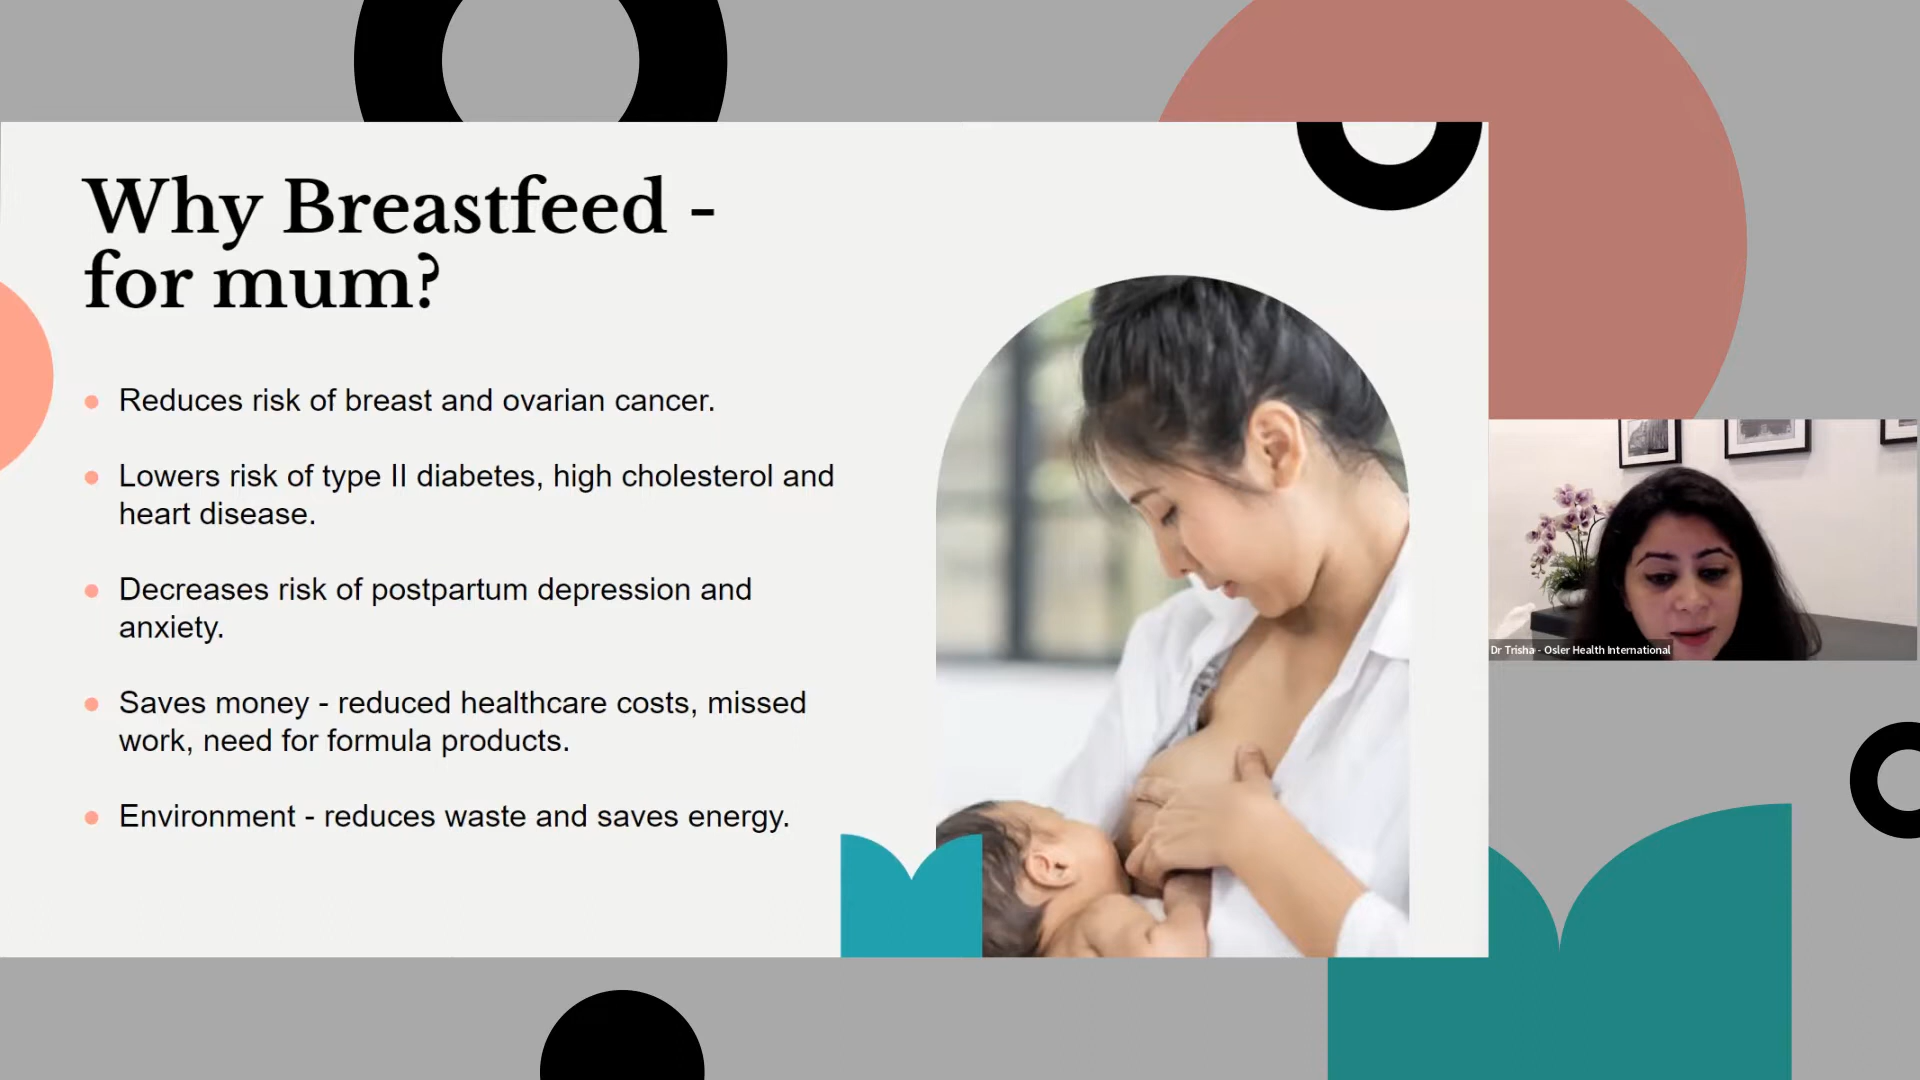 Why Breastfeed -
for mum?
Reduces risk of breast and ovarian cancer.
Lowers risk of type II diabetes, high cholesterol and
heart disease.
Decreases risk of postpartum depression and
anxiety.
Saves money - reduced healthcare costs, missed
work, need for formula products.
Environment - reduces waste and saves energy.
Dr Trisha - Osler Health International